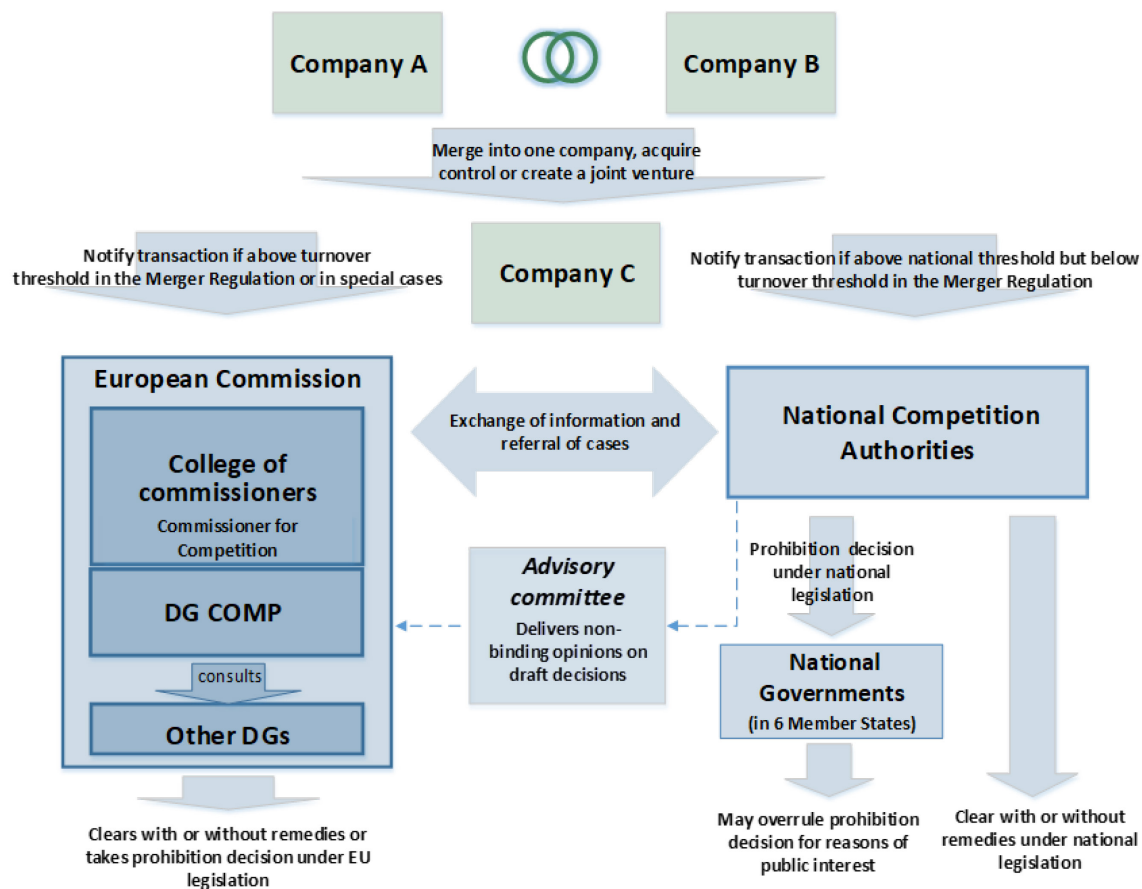 Company A
Company B
Merge into one company, acquire
control or create a joint venture
Notify transaction if above turnover
threshold in the Merger Regulation or in special cases
Company C
Notify transaction if above national threshold but below
turnover threshold in the Merger Regulation
European Commission
College of
commissioners
Commissioner for
Competition
DG COMP
consults
Other DGs
Exchange of information and
referral of cases
National Competition
Authorities
Advisory
committee
Delivers non-
binding opinions on
draft decisions
Prohibition decision
under national
legislation
National
Governments
(in 6 Member States)
Clears with or without remedies or
takes prohibition decision under EU
legislation
May overrule prohibition
decision for reasons of
public interest
Clear with or without
remedies under national
legislation